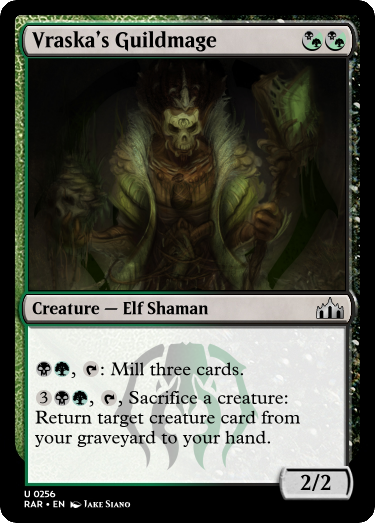 Vraska's Guildmage
Creature — Elf Shaman
: Mill three cards.
3 , Sacrifice a creature:
Return target creature card from
your graveyard to your hand.
2/2
U 0256
RAR • EN Jake Siano